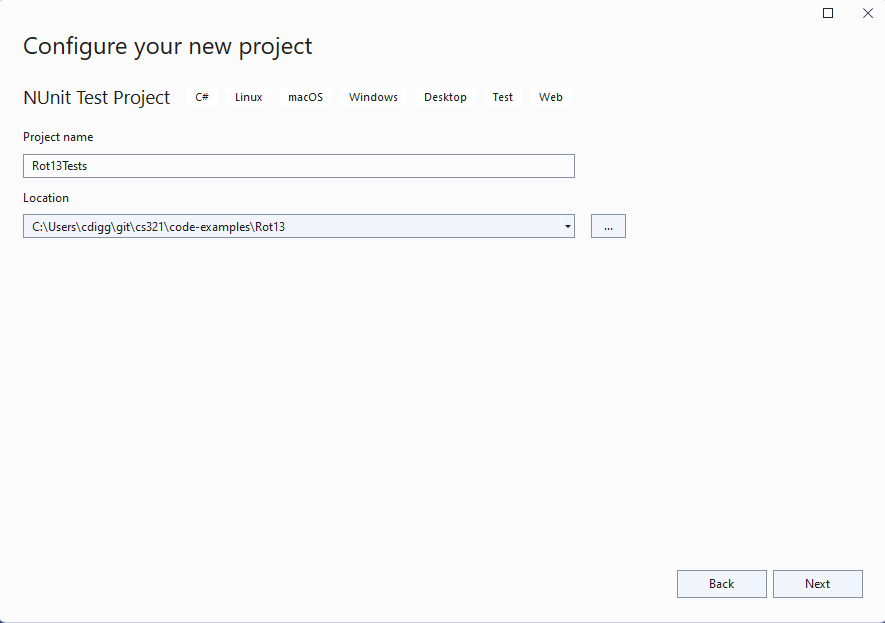 Configure your new project
NUnit Test Project C# Linux macOS Windows Desktop Test Web
Project name
Rot13Tests
Location
C:\Users\cdigg\git\cs321\code-examples\Rot13 ...
Back Next